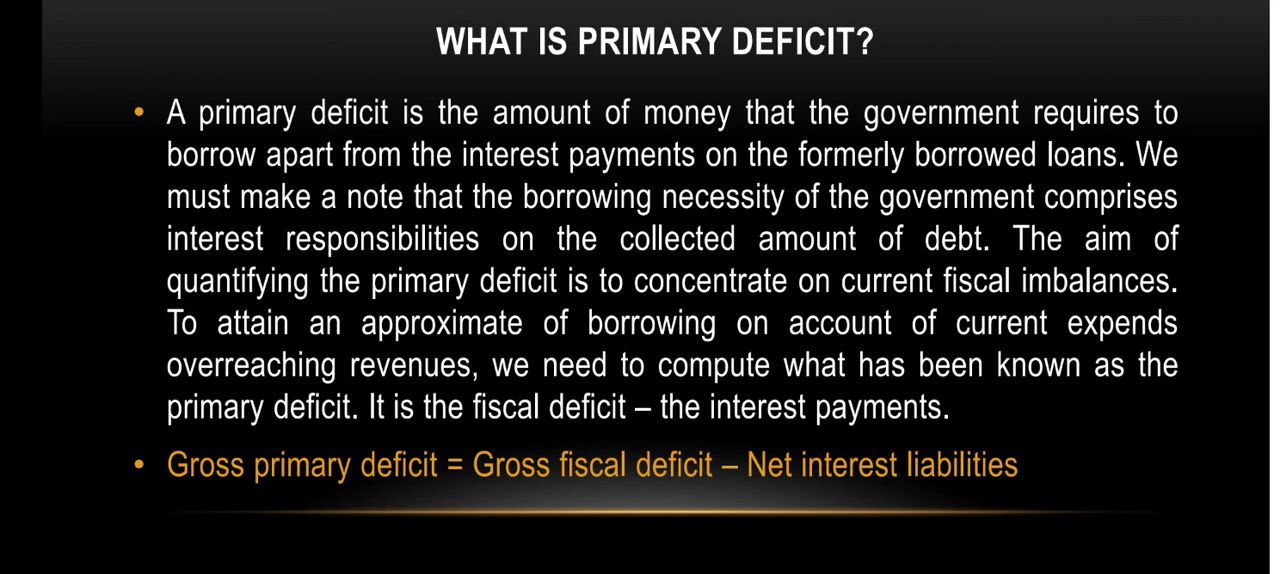 WHAT IS PRIMARY DEFICIT?
• A primary deficit is the amount of money that the government requires to
borrow apart from the interest payments on the formerly borrowed loans. We
must make a note that the borrowing necessity of the government comprises
interest responsibilities on the collected amount of debt. The aim of
quantifying the primary deficit is to concentrate on current fiscal imbalances.
To attain an approximate of borrowing on account of current expends
overreaching revenues, we need to compute what has been known as the
primary deficit. It is the fiscal deficit – the interest payments.
• Gross primary deficit = Gross fiscal deficit – Net interest liabilities